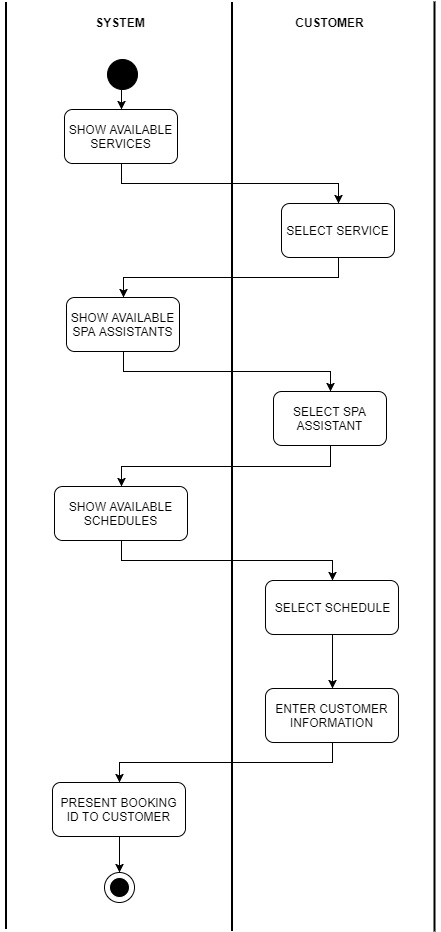 SYSTEM
CUSTOMER
SHOW AVAILABLE
SERVICES
SELECT SERVICE
SHOW AVAILABLE
SPA ASSISTANTS
SELECT SPA
ASSISTANT
SHOW AVAILABLE
SCHEDULES
SELECT SCHEDULE
ENTER CUSTOMER
INFORMATION
PRESENT BOOKING
ID TO CUSTOMER